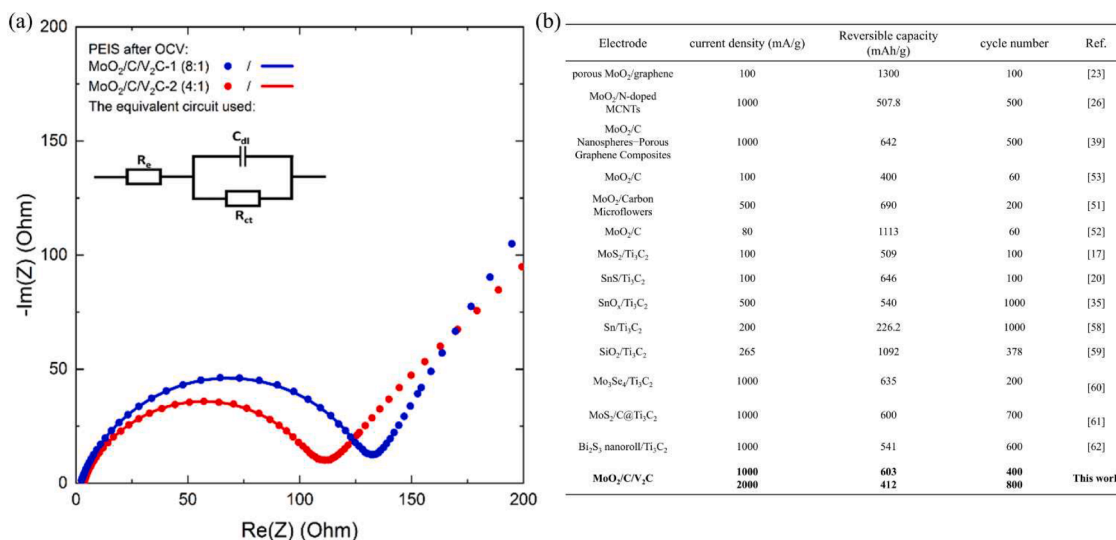 (a)
-200
PEIS after OCV:
MoO₂/C/V₂C-1 (8:1) • / —
MoO₂/C/V₂C-2 (4:1) • / —
The equivalent circuit used:
Cdl
Re
Rct
-150
-100
-50
0
-Im(Z) (Ohm)
0 50 100 150 200
Re(Z) (Ohm)
(b)
Electrode current density (mA/g) Reversible capacity (mAh/g) cycle number Ref.
porous MoO₂/graphene 100 1300 100 [23]
MoO₂/N-doped
MCNTs 1000 507.8 500 [26]
MoO₂/C
Nanospheres–Porous 1000 642 500 [39]
Graphene Composites
MoO₂/C 100 400 60 [53]
MoO₂/Carbon
Microflowers 500 690 200 [51]
MoO₂/C 80 1113 60 [52]
MoS₂/Ti₃C₂ 100 509 100 [17]
SnS/Ti₃C₂ 100 646 100 [20]
SnOₓ/Ti₃C₂ 500 540 1000 [35]
Sn/Ti₃C₂ 200 226.2 1000 [58]
SiO₂/Ti₃C₂ 265 1092 378 [59]
Mo₃Se₄/Ti₃C₂ 1000 635 200 [60]
MoS₂/C@Ti₃C₂ 1000 600 700 [61]
Bi₂S₃ nanoroll/Ti₃C₂ 1000 541 600 [62]
MoO₂/C/V₂C 1000 603 400 This work
2000 412 800